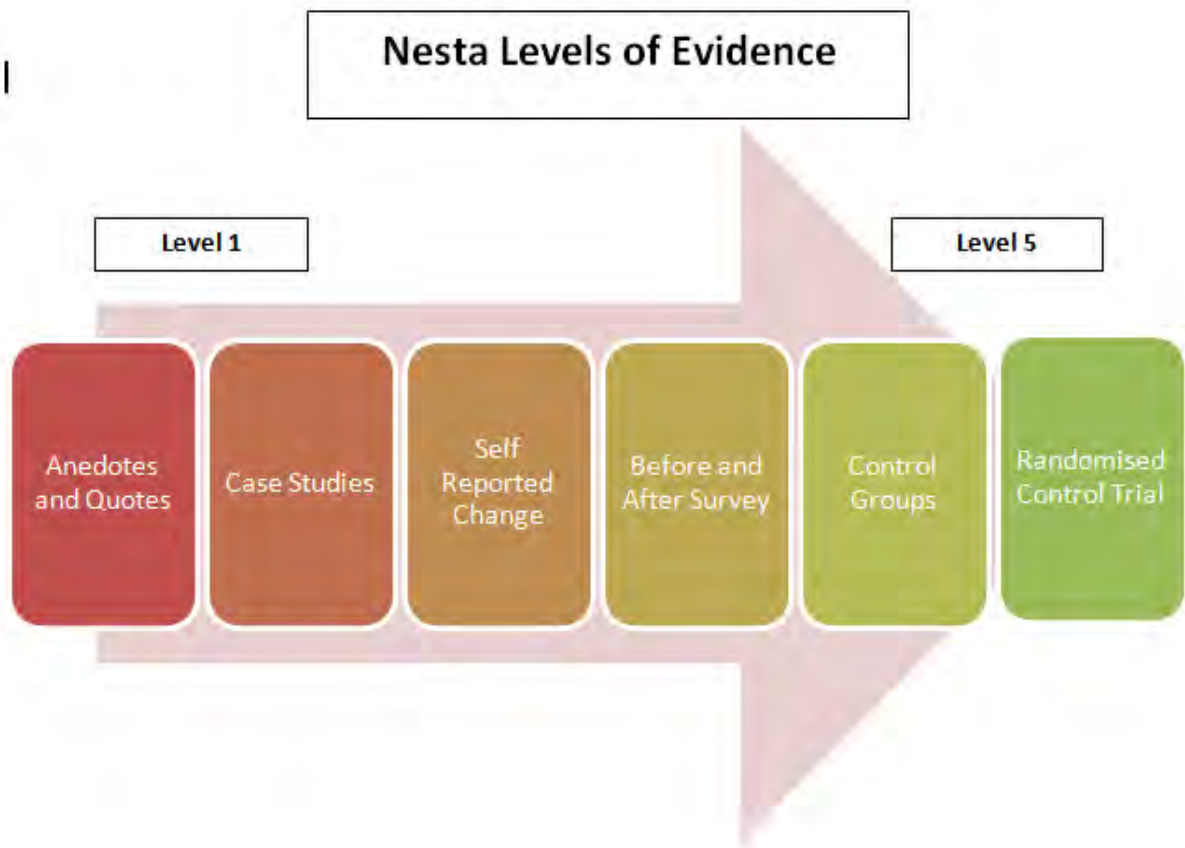 Nesta Levels of Evidence
l
Level 1
Level 5
Anedotes
and Quotes
Case Studies
Self
Reported
Change
Before and
After Survey
Control
Groups
Randomised
Control Trial